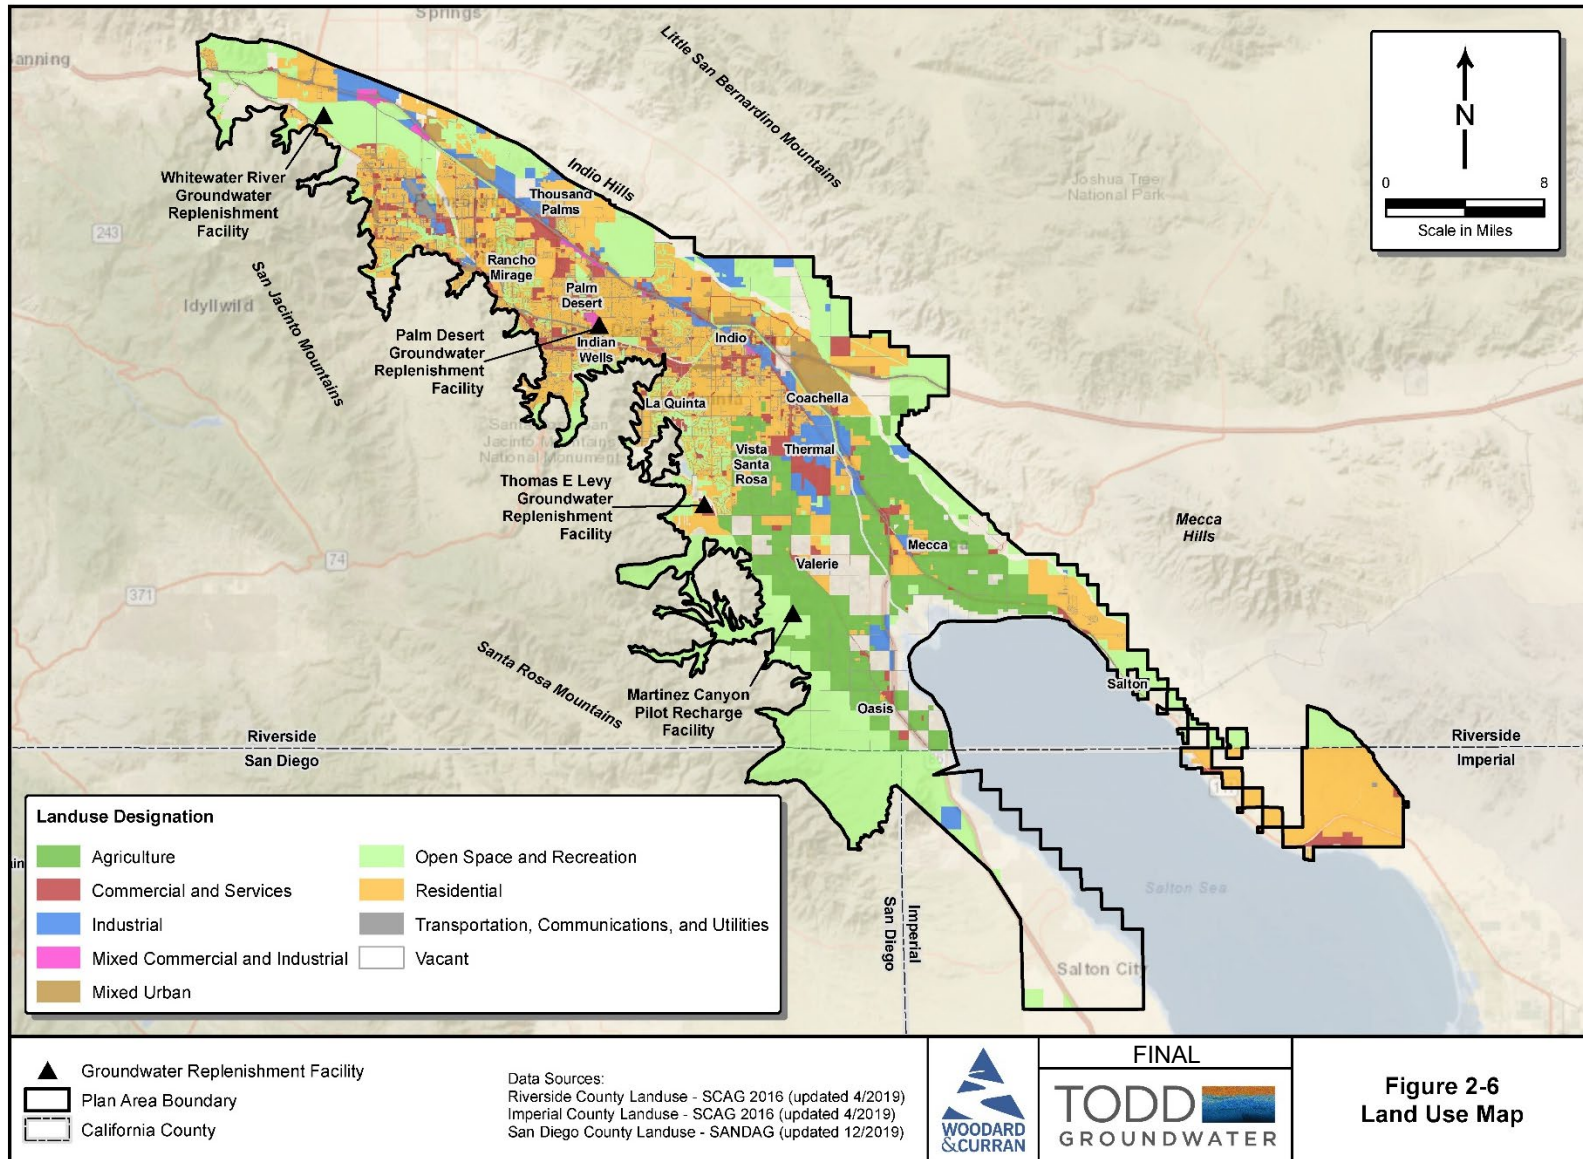 Springs
anning
Little San Bernardino Mountains
N
0 8
Scale in Miles
Joshua Tree
National Park
Indio Hills
Whitewater River
Groundwater
Replenishment
Facility
243
Thousand
Palms
San Jacinto Mountains
Idyllwild
Rancho
Mirage
Palm
Desert
Palm Desert
Groundwater
Replenishment
Facility
Indian
Wells
Indio
La Quinta
Coachella
Jacinto Mountains
National Monument
Vista
Santa
Rosa
Thermal
Thomas E Levy
Groundwater
Replenishment
Facility
Mecca
Hills
Mecca
Valerie
74
371
Santa Rosa Mountains
Martinez Canyon
Pilot Recharge
Facility
Oasis
Salton
Riverside
San Diego
Riverside
Imperial
86
Salton Sea
San Diego
Imperial
Salton City
Landuse Designation
Agriculture
Commercial and Services
Industrial
Mixed Commercial and Industrial
Mixed Urban
Open Space and Recreation
Residential
Transportation, Communications, and Utilities
Vacant
Groundwater Replenishment Facility
Plan Area Boundary
California County
Data Sources:
Riverside County Landuse - SCAG 2016 (updated 4/2019)
Imperial County Landuse - SCAG 2016 (updated 4/2019)
San Diego County Landuse - SANDAG (updated 12/2019)
WOODARD
&CURRAN
FINAL
TODD
GROUNDWATER
Figure 2-6
Land Use Map